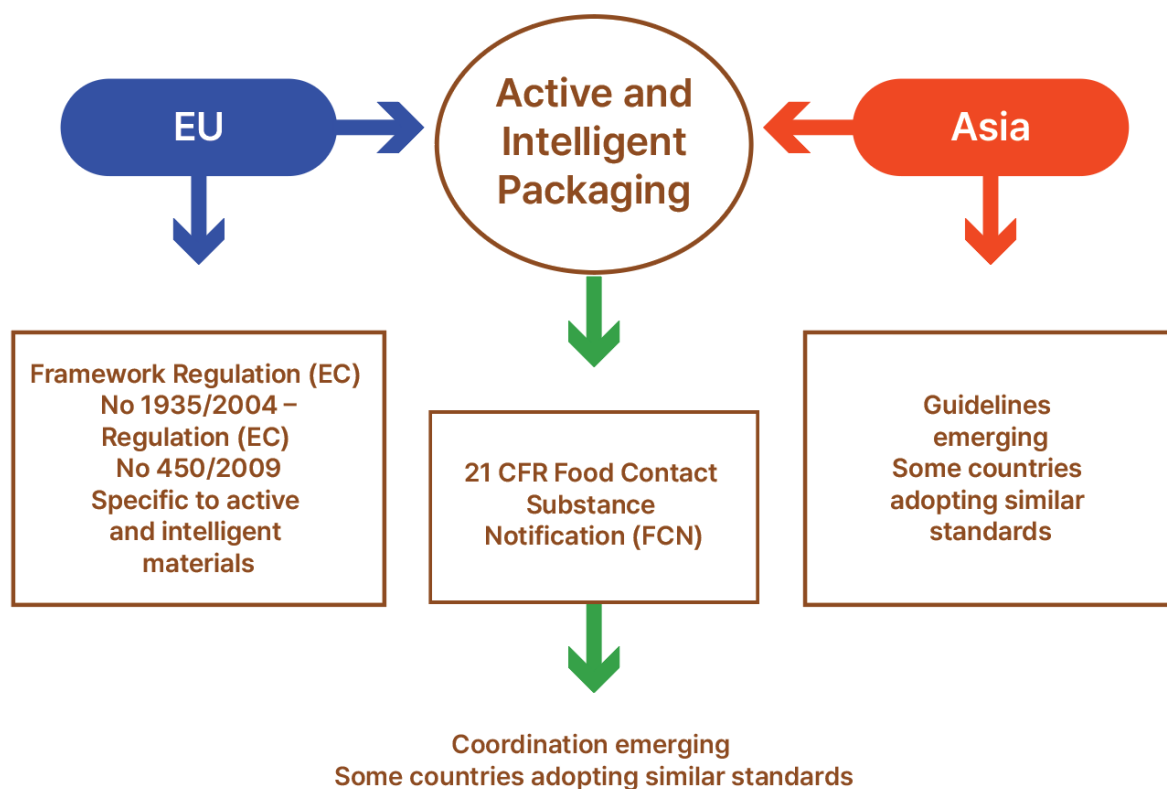 EU
Active and
Intelligent
Packaging
Asia
Framework Regulation (EC)
No 1935/2004 –
Regulation (EC)
No 450/2009
Specific to active
and intelligent
materials
21 CFR Food Contact
Substance
Notification (FCN)
Guidelines
emerging
Some countries
adopting similar
standards
Coordination emerging
Some countries adopting similar standards